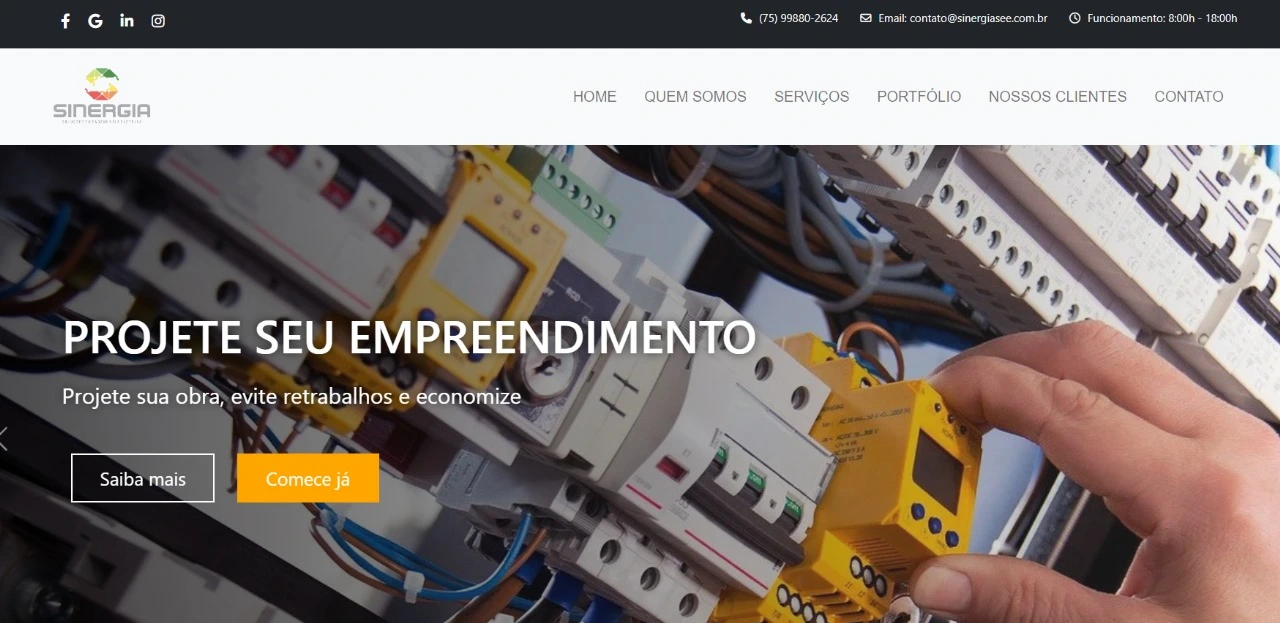 (75) 99880-2624 Email: contato@sinergiasee.com.br Funcionamento: 8:00h - 18:00h
SINERGIA
HOME QUEM SOMOS SERVIÇOS PORTFÓLIO NOSSOS CLIENTES CONTATO
PROJETE SEU EMPREENDIMENTO
Projete sua obra, evite retrabalhos e economize
Saiba mais Comece já